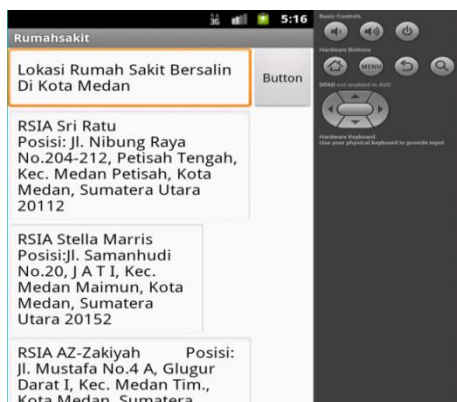 3G 5:16
Rumahsakit
Lokasi Rumah Sakit Bersalin
Di Kota Medan
Button
RSIA Sri Ratu
Posisi: Jl. Nibung Raya
No.204-212, Petisah Tengah,
Kec. Medan Petisah, Kota
Medan, Sumatera Utara
20112
RSIA Stella Marris
Posisi:Jl. Samanhudi
No.20, J A T I, Kec.
Medan Maimun, Kota
Medan, Sumatera
Utara 20152
RSIA AZ-Zakiyah Posisi:
Jl. Mustafa No.4 A, Glugur
Darat I, Kec. Medan Tim.,
Kota Medan, Sumatera
Basic Controls
Hardware Buttons
MENU
DPAD not enabled in AVD
Hardware Keyboard
Use your physical keyboard to provide input